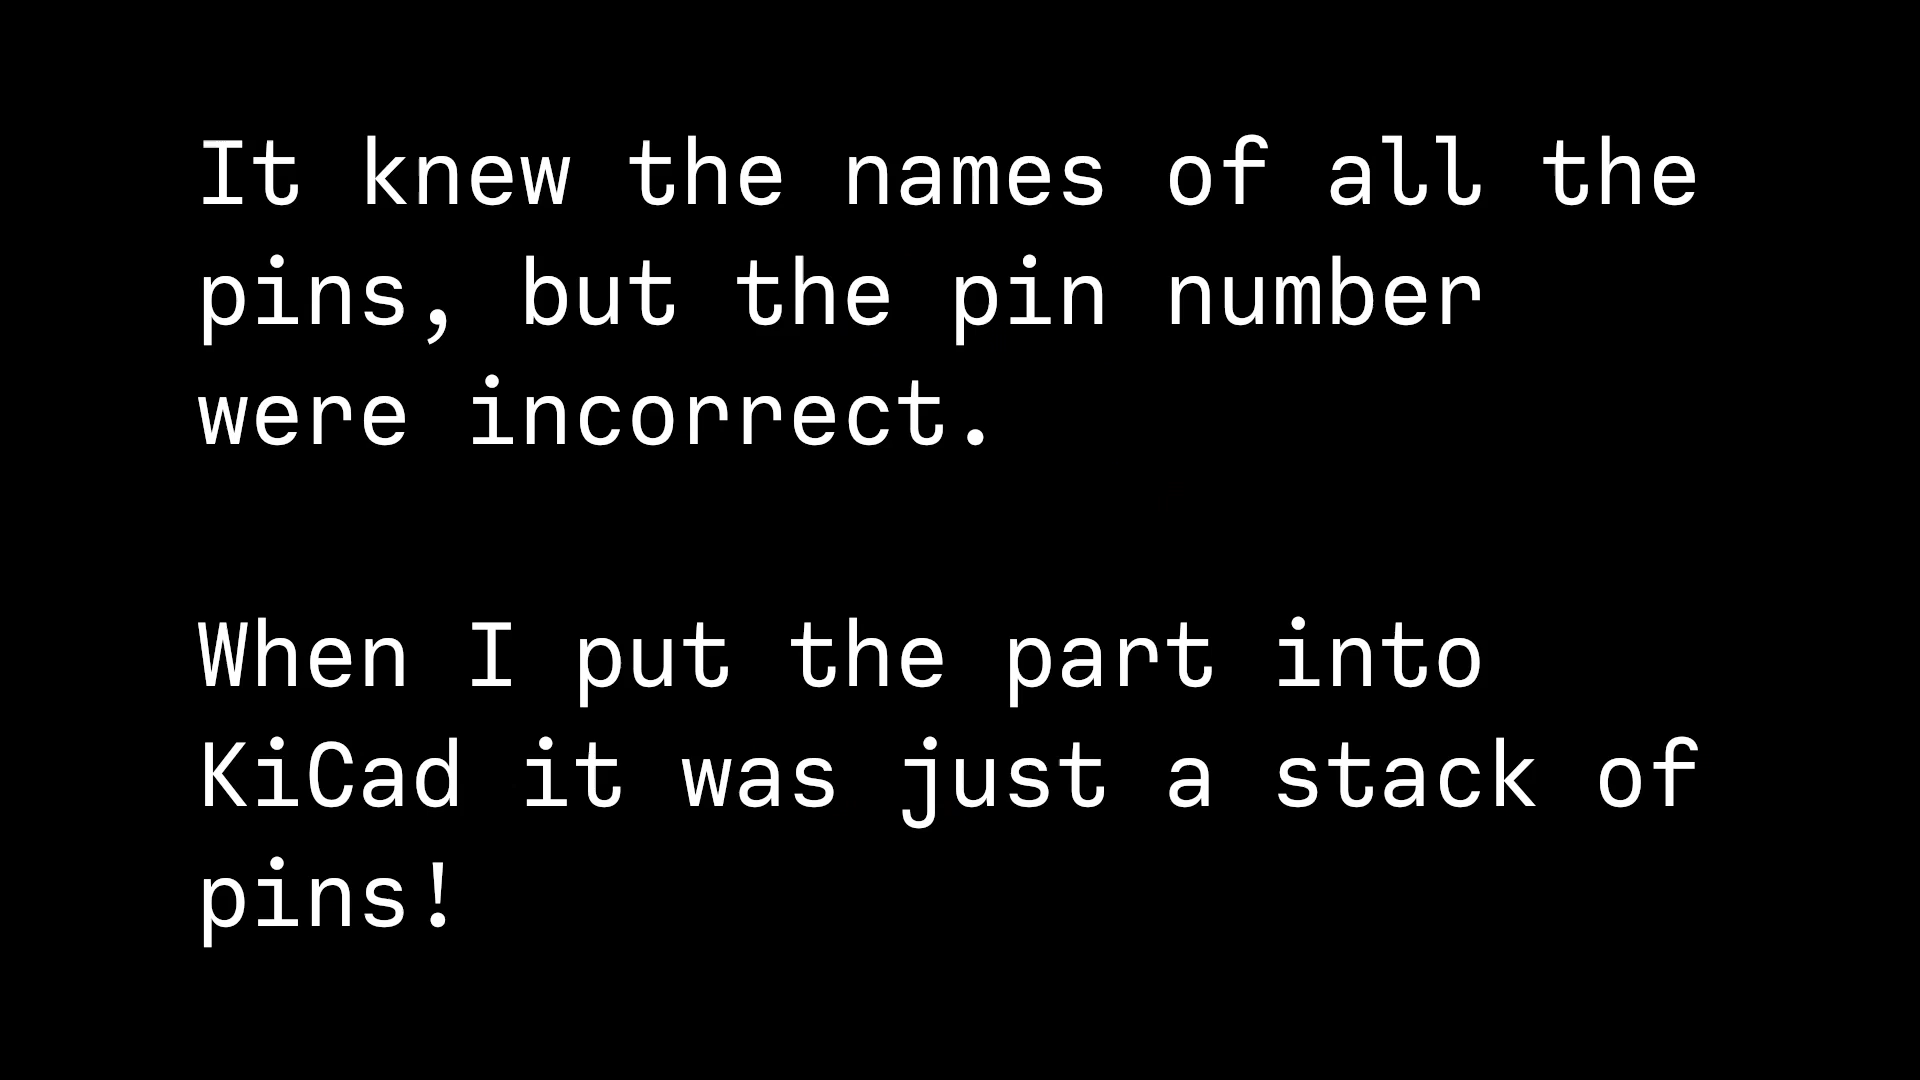 It knew the names of all the
pins, but the pin number
were incorrect.
When I put the part into
KiCad it was just a stack of
pins!